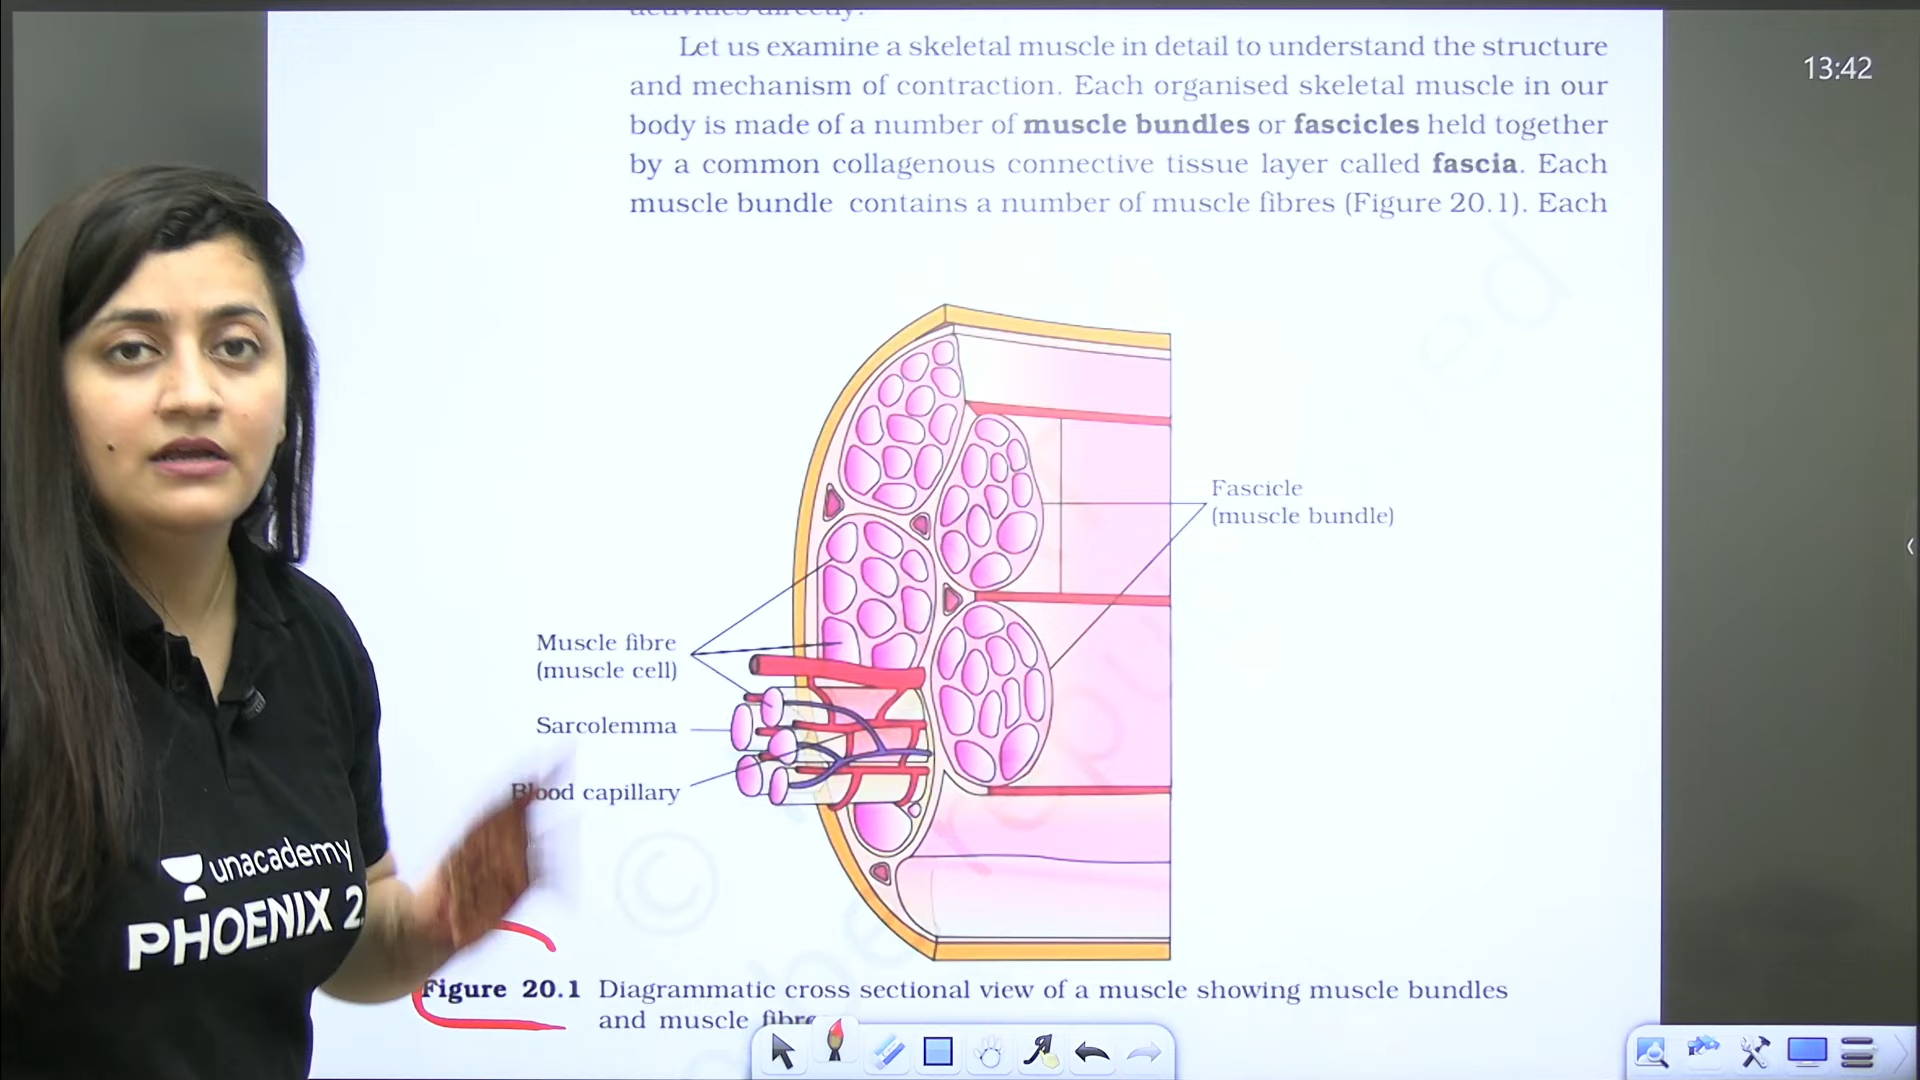 activities directly.
Let us examine a skeletal muscle in detail to understand the structure
and mechanism of contraction. Each organised skeletal muscle in our
body is made of a number of muscle bundles or fascicles held together
by a common collagenous connective tissue layer called fascia. Each
muscle bundle contains a number of muscle fibres (Figure 20.1). Each
13:42
Fascicle
(muscle bundle)
Muscle fibre
(muscle cell)
Sarcolemma
Blood capillary
unacademy
PHOENIX 2
Figure 20.1 Diagrammatic cross sectional view of a muscle showing muscle bundles
and muscle fibre